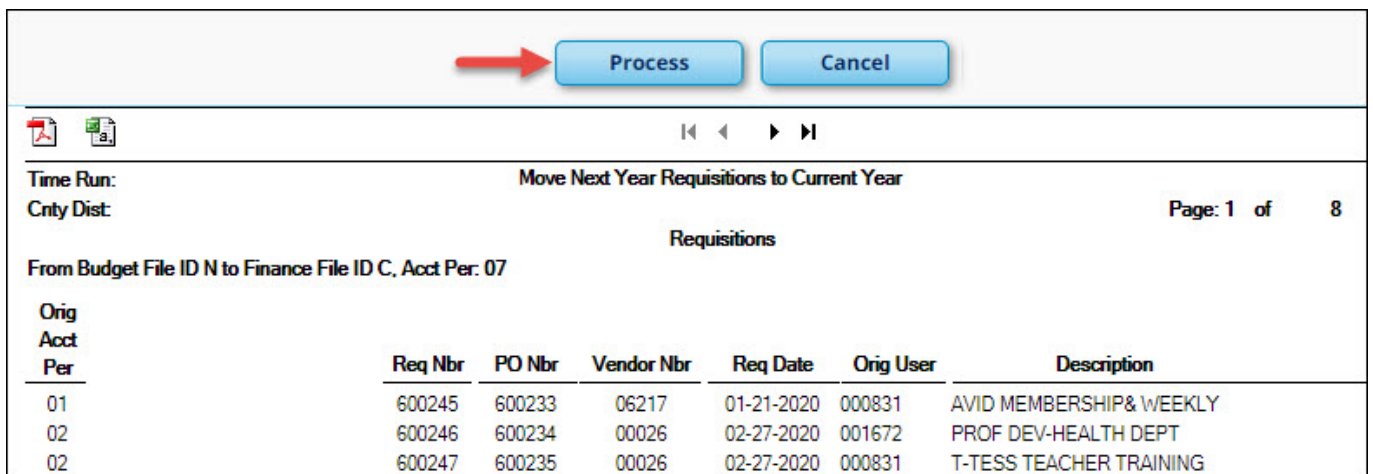 Process Cancel
Time Run: Move Next Year Requisitions to Current Year
Cnty Dist: Page: 1 of 8
Requisitions
From Budget File ID N to Finance File ID C, Acct Per: 07
Orig
Acct
Per Req Nbr PO Nbr Vendor Nbr Req Date Orig User Description
01 600245 600233 06217 01-21-2020 000831 AVID MEMBERSHIP& WEEKLY
02 600246 600234 00026 02-27-2020 001672 PROF DEV-HEALTH DEPT
02 600247 600235 00026 02-27-2020 000831 T-TESS TEACHER TRAINING